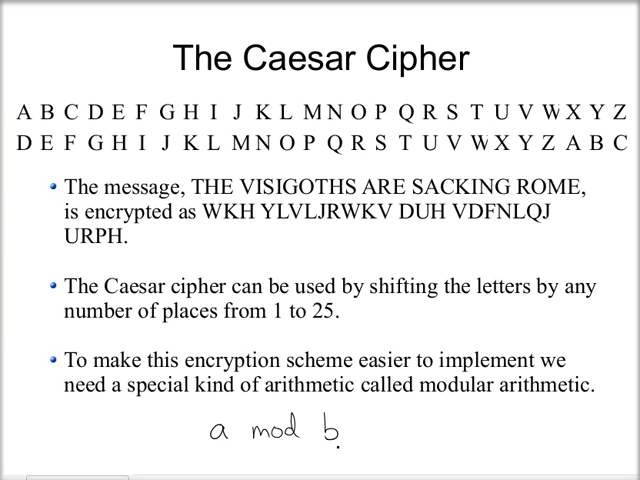 The Caesar Cipher
A B C D E F G H I J K L M N O P Q R S T U V W X Y Z
D E F G H I J K L M N O P Q R S T U V W X Y Z A B C
• The message, THE VISIGOTHS ARE SACKING ROME,
is encrypted as WKH YLVLJRWKV DUH VDFNLQJ
URPH.
• The Caesar cipher can be used by shifting the letters by any
number of places from 1 to 25.
• To make this encryption scheme easier to implement we
need a special kind of arithmetic called modular arithmetic.
a mod b.